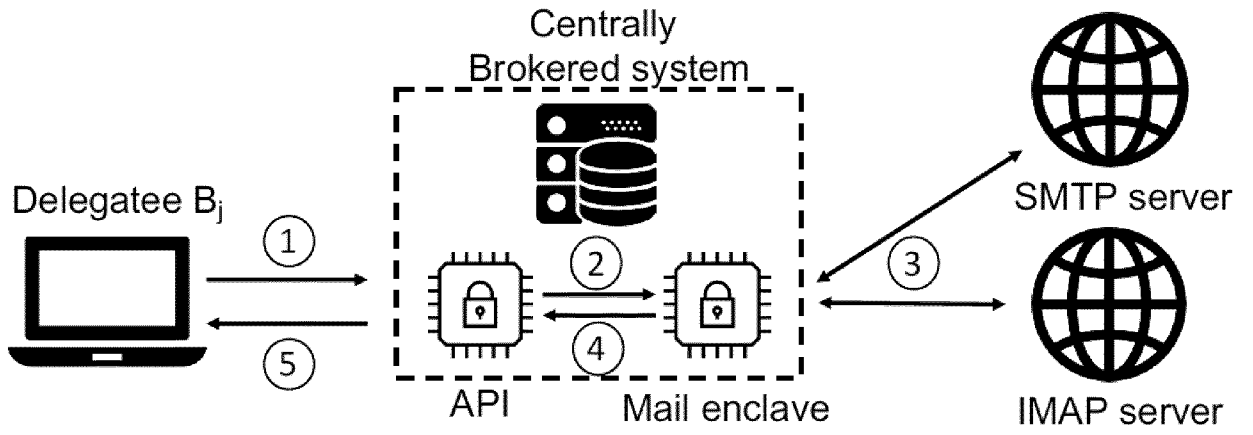 Centrally
Brokered system
Delegatee Bj
1
2
3
4
5
SMTP server
IMAP server
API
Mail enclave